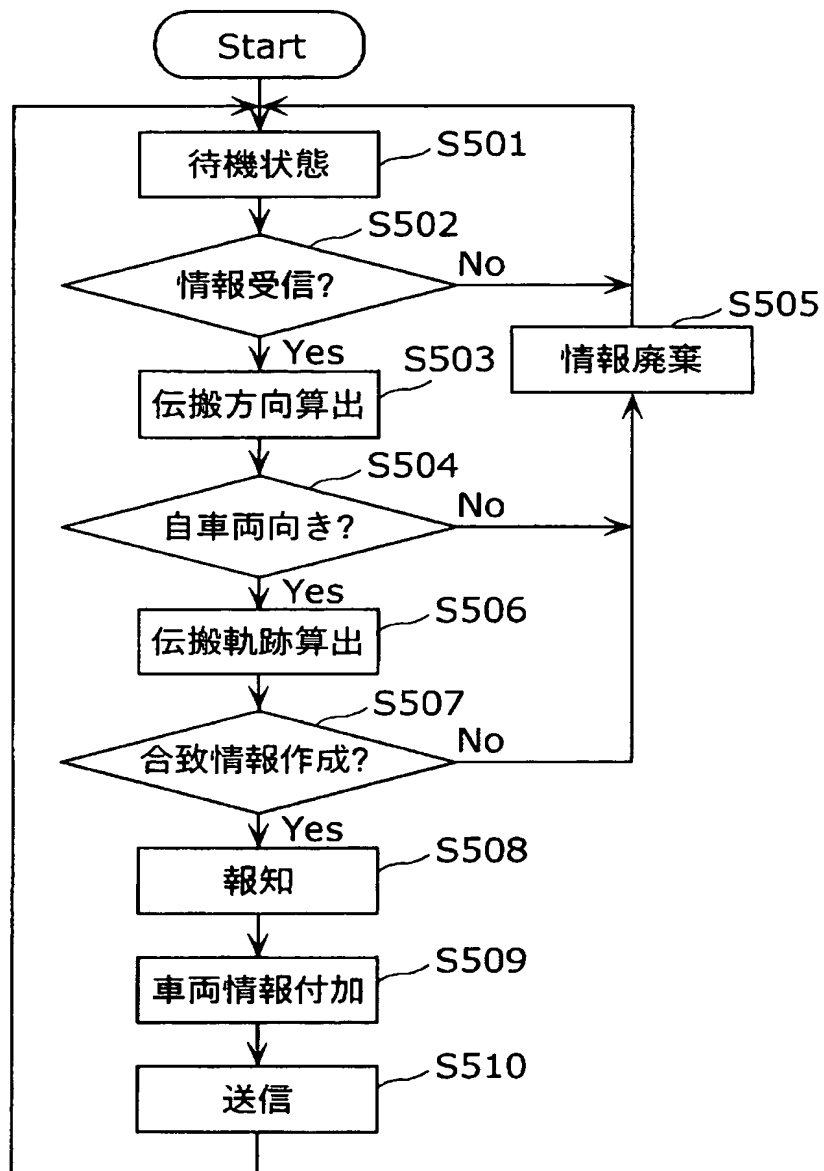 Start
待機状態
S501
S502
情報受信?
No
S505
情報廃棄
Yes
S503
伝搬方向算出
S504
自車両向き?
No
Yes
S506
伝搬軌跡算出
S507
合致情報作成?
No
Yes
S508
報知
S509
車両情報付加
S510
送信